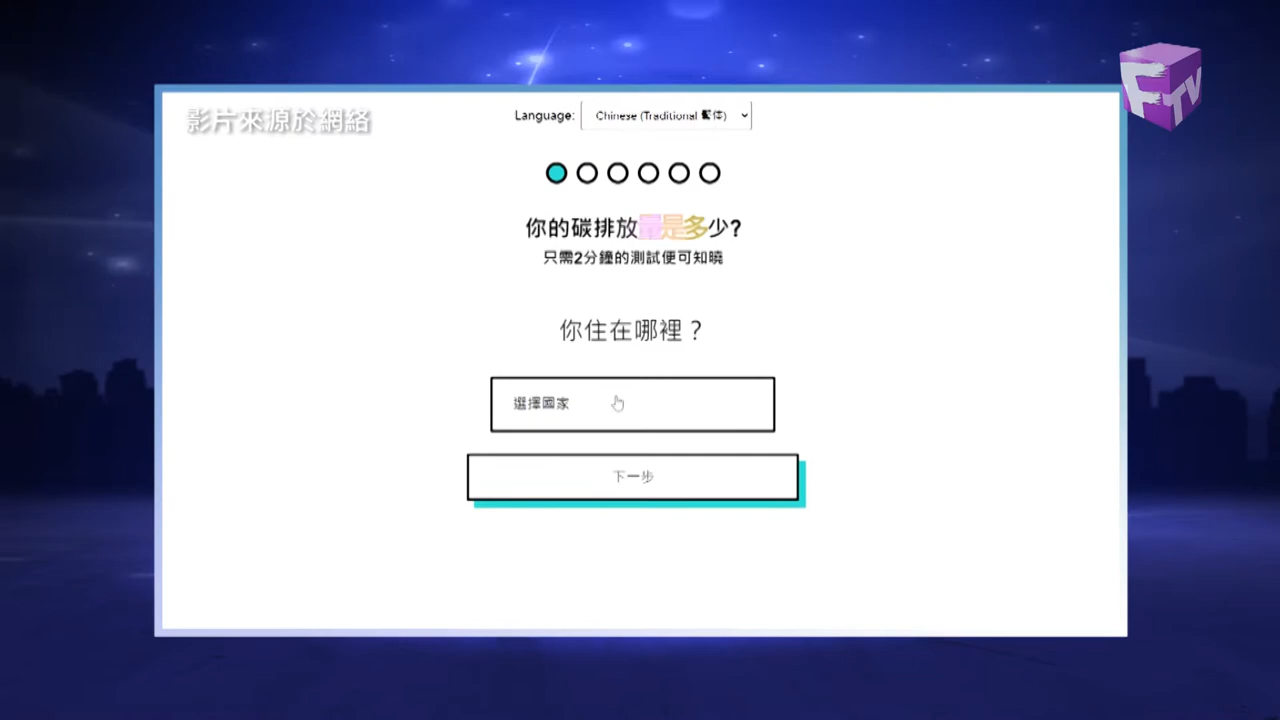 影片來源於網絡
FTV
Language: Chinese (Traditional 繁体)
你的碳排放量是多少?
只需2分鐘的測試便可知曉
你住在哪裡？
選擇國家
下一步